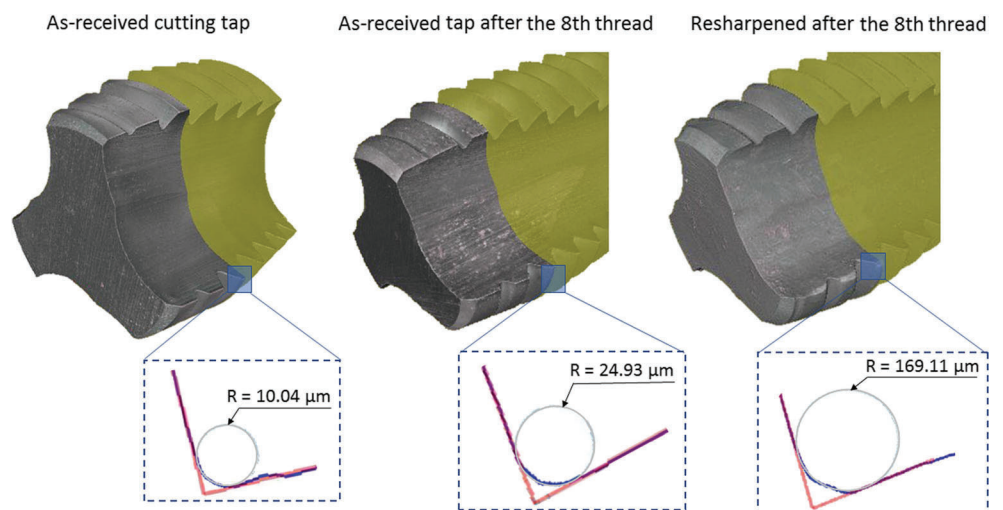 As-received cutting tap
As-received tap after the 8th thread
Resharpened after the 8th thread
R = 10.04 µm
R = 24.93 µm
R = 169.11 µm